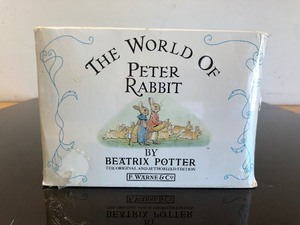 THE WORLD OF
PETER
RABBIT
BY
BEATRIX POTTER
THE ORIGINAL AND AUTHORIZED EDITION
F. WARNE & Co